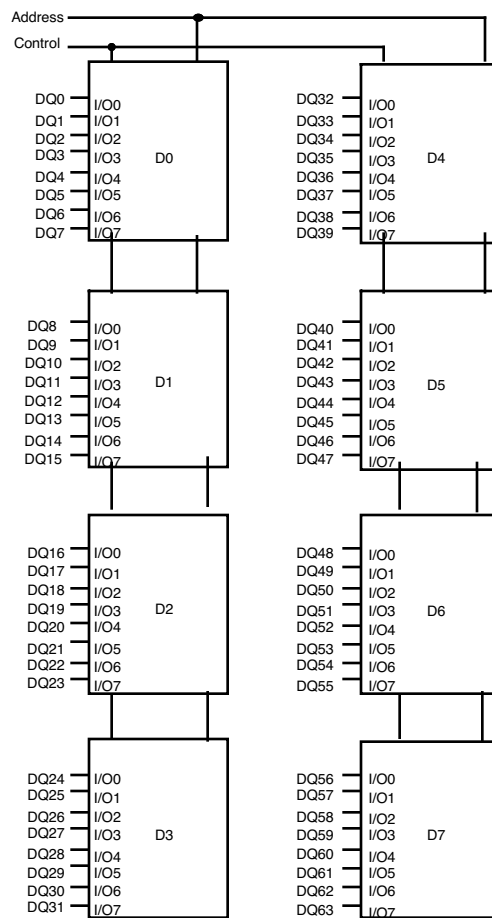 Address
Control
DQ0 I/O0
DQ1 I/O1
DQ2 I/O2
DQ3 I/O3
D0
DQ4 I/O4
DQ5 I/O5
DQ6 I/O6
DQ7 I/O7
DQ8 I/O0
DQ9 I/O1
DQ10 I/O2
DQ11 I/O3
D1
DQ12 I/O4
DQ13 I/O5
DQ14 I/O6
DQ15 I/O7
DQ16 I/O0
DQ17 I/O1
DQ18 I/O2
DQ19 I/O3
D2
DQ20 I/O4
DQ21 I/O5
DQ22 I/O6
DQ23 I/O7
DQ24 I/O0
DQ25 I/O1
DQ26 I/O2
DQ27 I/O3
D3
DQ28 I/O4
DQ29 I/O5
DQ30 I/O6
DQ31 I/O7
DQ32 I/O0
DQ33 I/O1
DQ34 I/O2
DQ35 I/O3
D4
DQ36 I/O4
DQ37 I/O5
DQ38 I/O6
DQ39 I/O7
DQ40 I/O0
DQ41 I/O1
DQ42 I/O2
DQ43 I/O3
D5
DQ44 I/O4
DQ45 I/O5
DQ46 I/O6
DQ47 I/O7
DQ48 I/O0
DQ49 I/O1
DQ50 I/O2
DQ51 I/O3
D6
DQ52 I/O4
DQ53 I/O5
DQ54 I/O6
DQ55 I/O7
DQ56 I/O0
DQ57 I/O1
DQ58 I/O2
DQ59 I/O3
D7
DQ60 I/O4
DQ61 I/O5
DQ62 I/O6
DQ63 I/O7